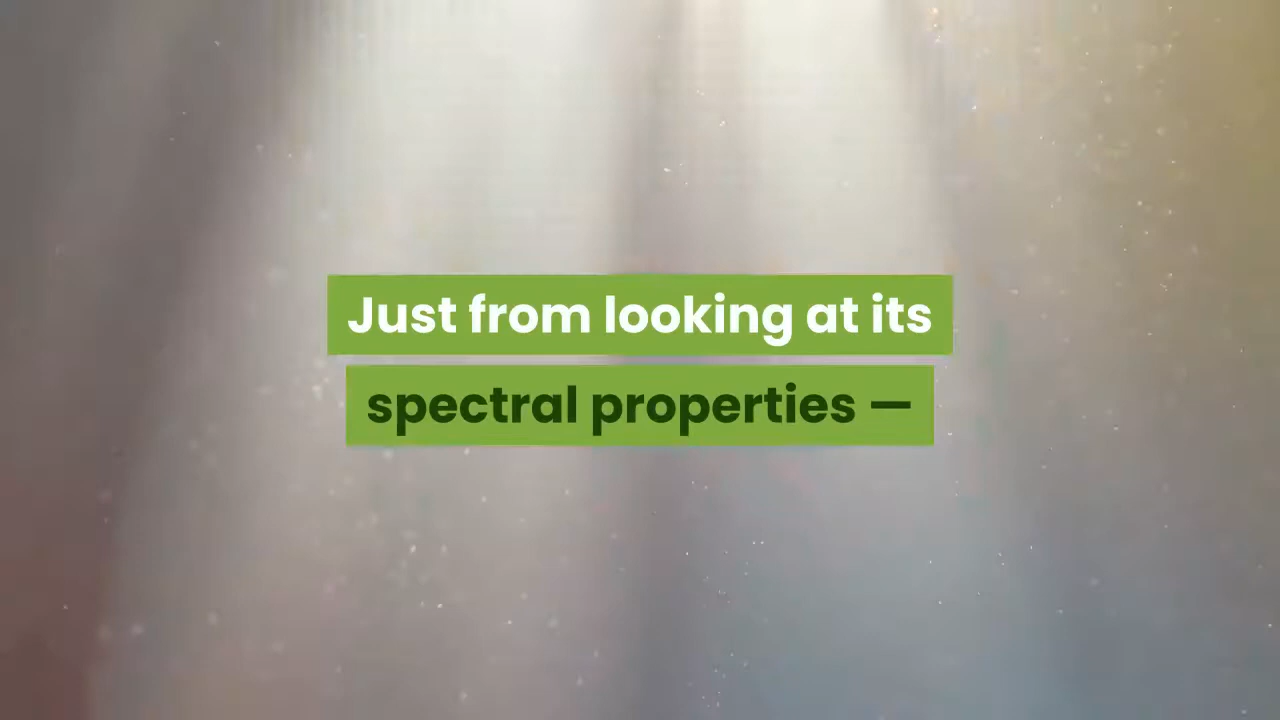 Just from looking at its
spectral properties —